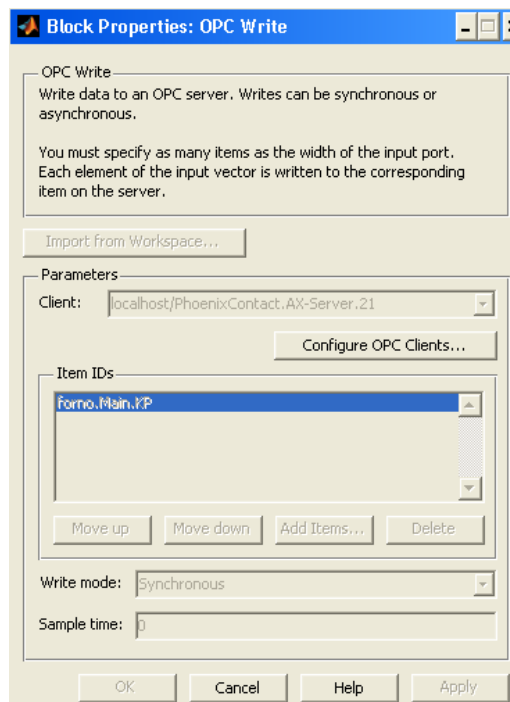 Block Properties: OPC Write
OPC Write
Write data to an OPC server. Writes can be synchronous or
asynchronous.
You must specify as many items as the width of the input port.
Each element of the input vector is written to the corresponding
item on the server.
Import from Workspace...
Parameters
Client: localhost/PhoenixContact.AX-Server.21
Configure OPC Clients...
Item IDs
forno.Main.KP
Move up Move down Add Items... Delete
Write mode: Synchronous
Sample time: 0
OK Cancel Help Apply